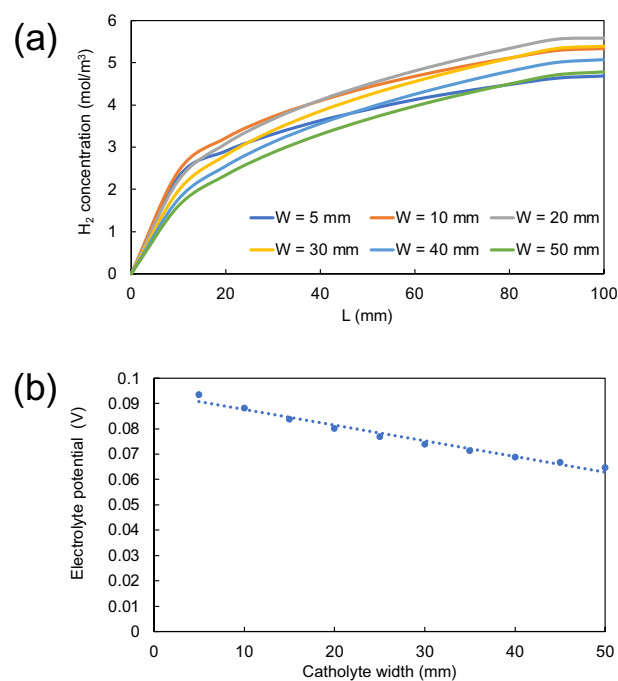 (a)
H₂ concentration (mol/m³)
6
5
4
3
2
1
0
W = 5 mm W = 10 mm W = 20 mm
W = 30 mm W = 40 mm W = 50 mm
0 20 40 60 80 100
L (mm)
(b)
Electrolyte potential (V)
0.1
0.09
0.08
0.07
0.06
0.05
0.04
0.03
0.02
0.01
0
0 10 20 30 40 50
Catholyte width (mm)